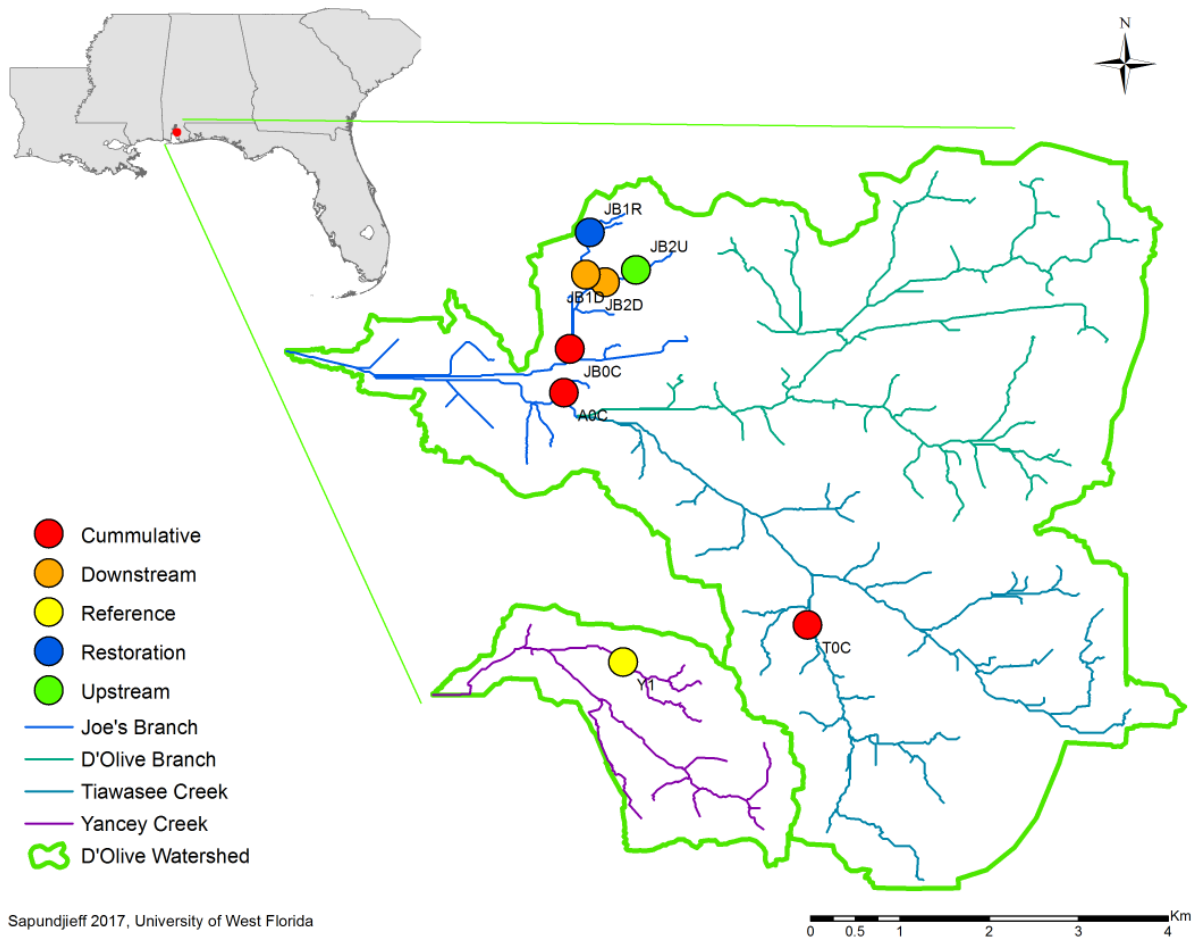 N
JB1R
JB2U
JB1D
JB2D
JB0C
A0C
T0C
Y1
Cummulative
Downstream
Reference
Restoration
Upstream
Joe's Branch
D'Olive Branch
Tiawasee Creek
Yancey Creek
D'Olive Watershed
Sapundjieff 2017, University of West Florida
Km
0 0.5 1 2 3 4